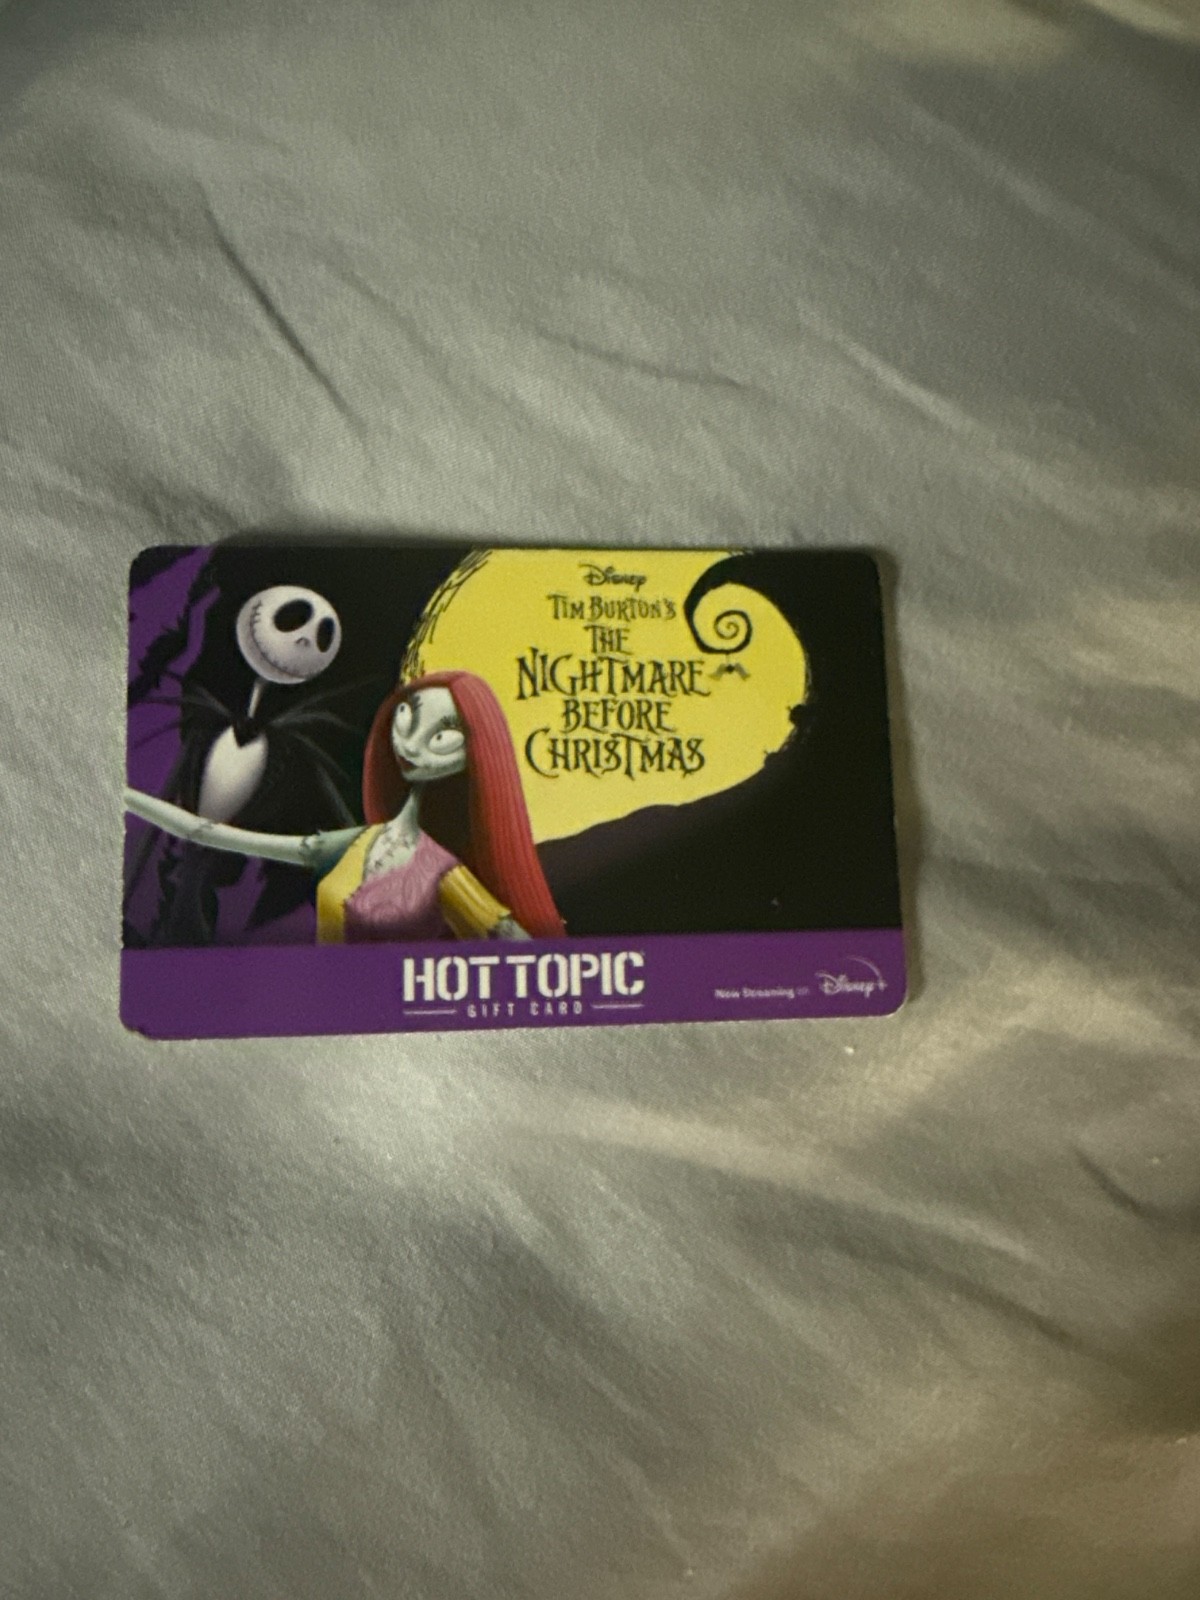 Disney
TIM BURTON'S
THE
NIGHTMARE
BEFORE
CHRISTMAS
HOT TOPIC
GIFT CARD
Now Streaming on Disney+